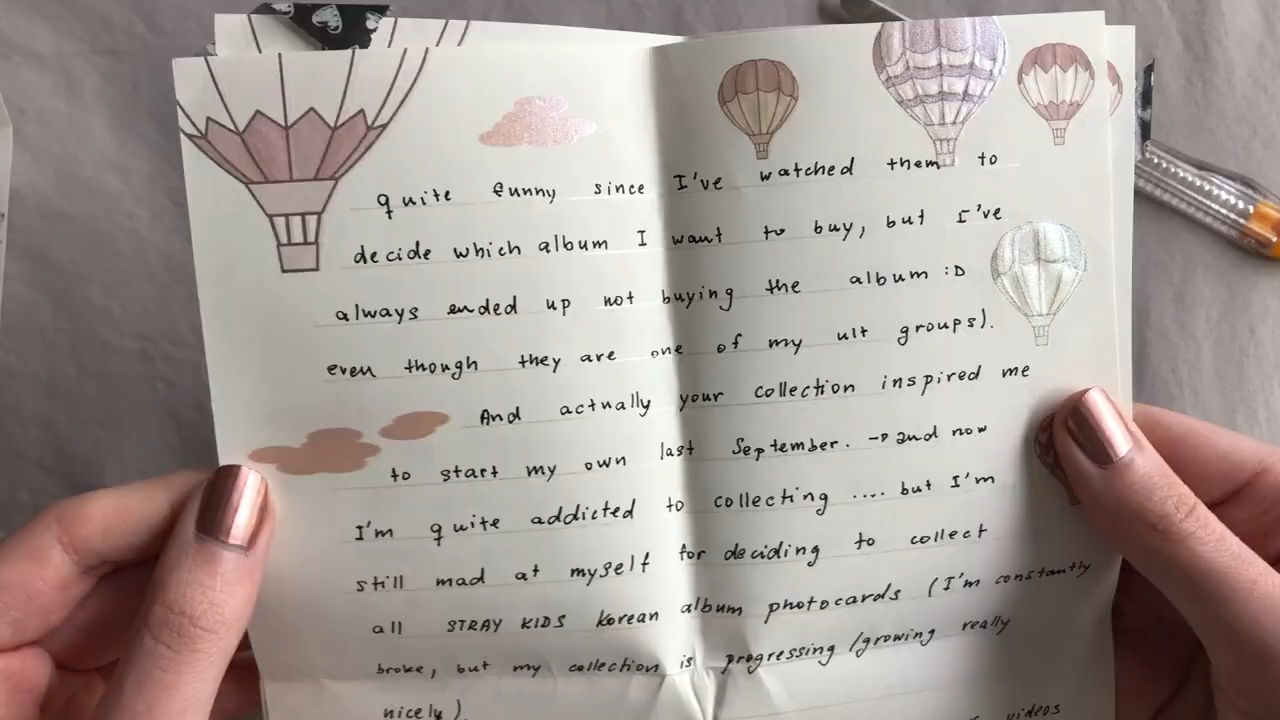 quite funny since I've watched them to
decide which album I want to buy, but I've
always ended up not buying the album :D
even though they are one of my ult groups).
And actually your collection inspired me
to start my own last September. → and now
I'm quite addicted to collecting .... but I'm
still mad at myself for deciding to collect
all STRAY KIDS korean album photocards (I'm constantly
broke, but my collection is progressing/growing really
nicely)
videos